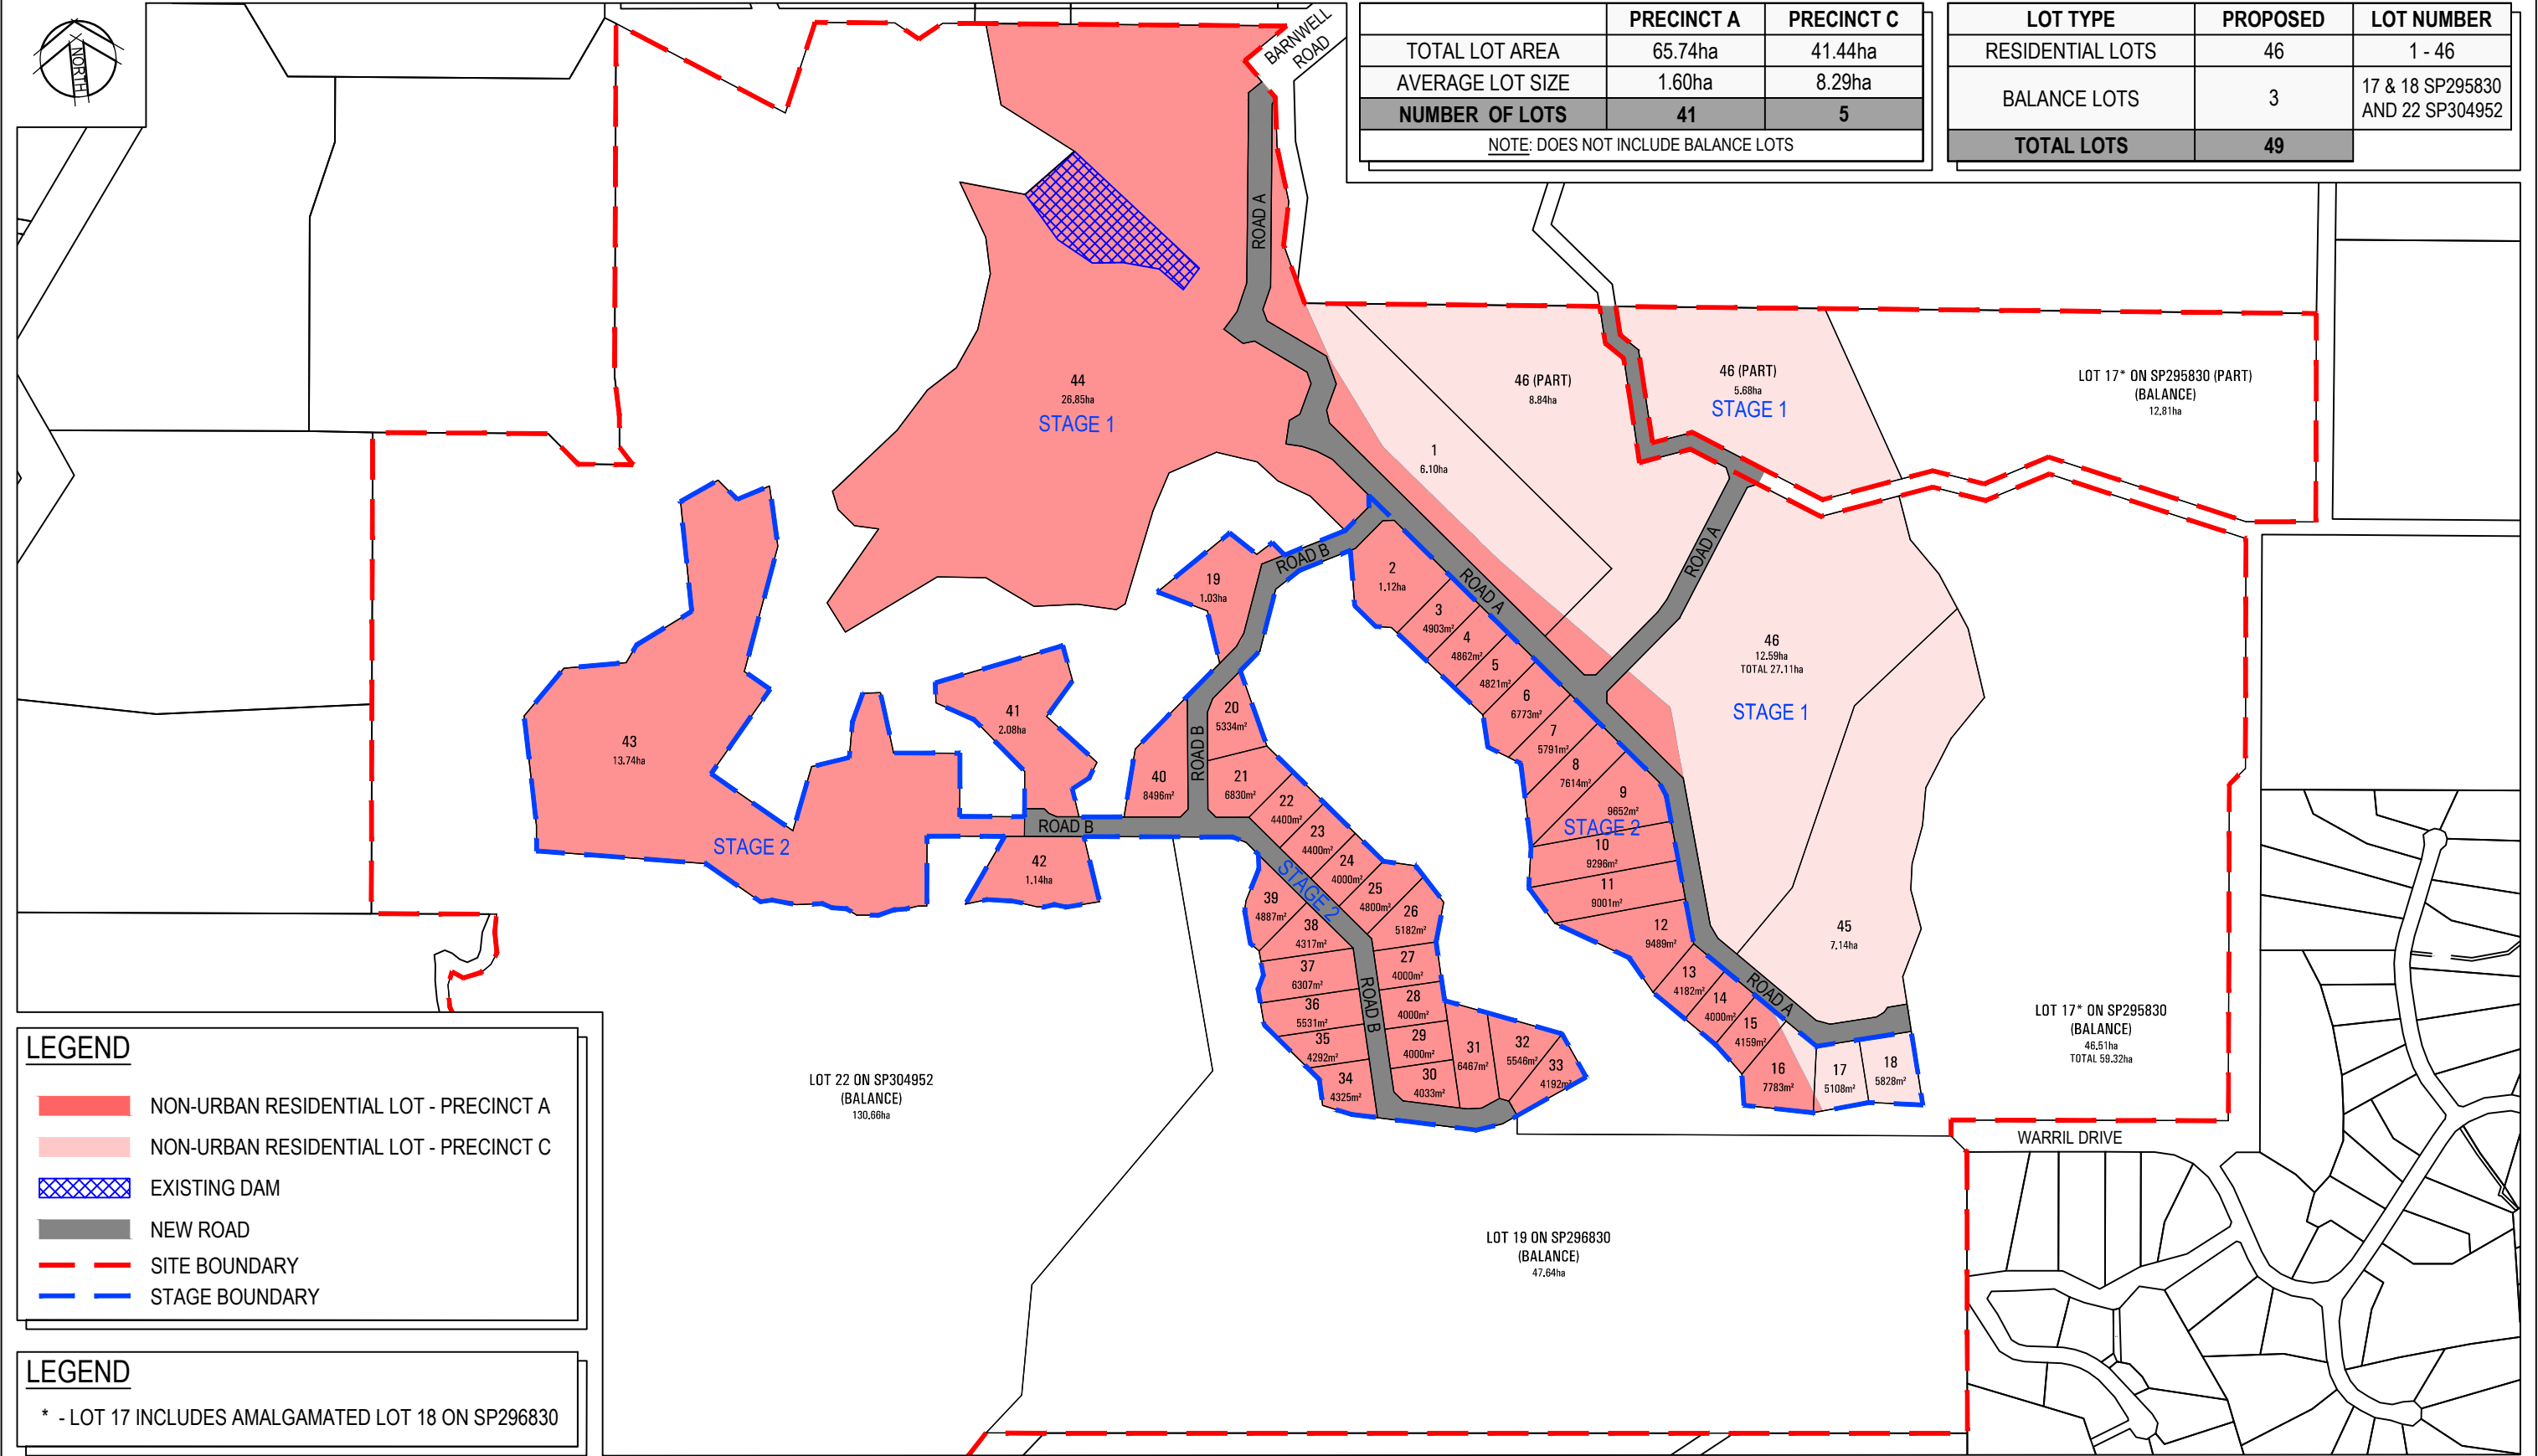 NORTH
BARNWELL
ROAD
PRECINCT A PRECINCT C
TOTAL LOT AREA 65.74ha 41.44ha
AVERAGE LOT SIZE 1.60ha 8.29ha
NUMBER OF LOTS 41 5
NOTE: DOES NOT INCLUDE BALANCE LOTS
LOT TYPE PROPOSED LOT NUMBER
RESIDENTIAL LOTS 46 1 - 46
BALANCE LOTS 3 17 & 18 SP295830
AND 22 SP304952
TOTAL LOTS 49
ROAD A
44
26.85ha
STAGE 1
46 (PART)
8.84ha
46 (PART)
5.68ha
STAGE 1
LOT 17* ON SP295830 (PART)
(BALANCE)
12.81ha
1
6.10ha
ROAD A
ROAD B
ROAD A
19
1.03ha
2
1.12ha
3
4903m²
4
4862m²
5
4821m²
6
6773m²
7
5791m²
8
7614m²
9
9652m²
STAGE 2
10
9296m²
11
9001m²
12
9489m²
13
4182m²
14
4000m²
15
4159m²
16
7783m²
17
5108m²
18
5828m²
46
12.59ha
TOTAL 27.11ha
STAGE 1
45
7.14ha
ROAD A
43
13.74ha
STAGE 2
41
2.08ha
20
5334m²
ROAD B
40
8496m²
21
6830m²
22
4400m²
23
4400m²
24
4000m²
25
4800m²
26
5182m²
27
4000m²
28
4000m²
29
4000m²
30
4033m²
31
6467m²
32
5546m²
33
4192m²
ROAD B
42
1.14ha
STAGE 2
39
4887m²
38
4317m²
37
6307m²
36
5531m²
35
4292m²
34
4325m²
ROAD B
LOT 17* ON SP295830
(BALANCE)
46.51ha
TOTAL 59.32ha
LOT 22 ON SP304952
(BALANCE)
130.66ha
WARRIL DRIVE
LOT 19 ON SP296830
(BALANCE)
47.64ha
LEGEND
NON-URBAN RESIDENTIAL LOT - PRECINCT A
NON-URBAN RESIDENTIAL LOT - PRECINCT C
EXISTING DAM
NEW ROAD
SITE BOUNDARY
STAGE BOUNDARY
LEGEND
* - LOT 17 INCLUDES AMALGAMATED LOT 18 ON SP296830